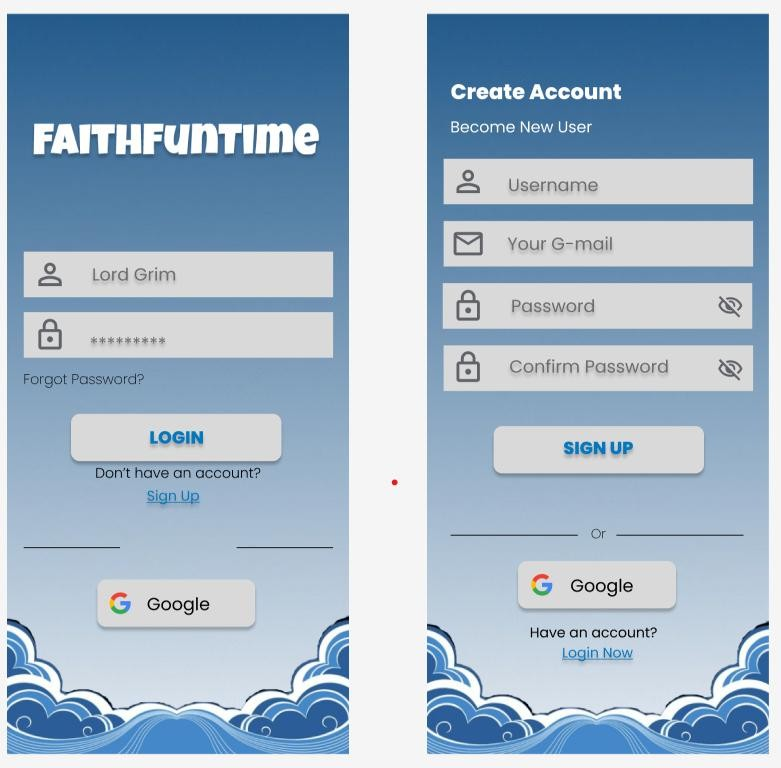 FAITHFUNTIME
Lord Grim
*********
Forgot Password?
LOGIN
Don't have an account?
Sign Up
Google
Create Account
Become New User
Username
Your G-mail
Password
Confirm Password
SIGN UP
Or
Google
Have an account?
Login Now